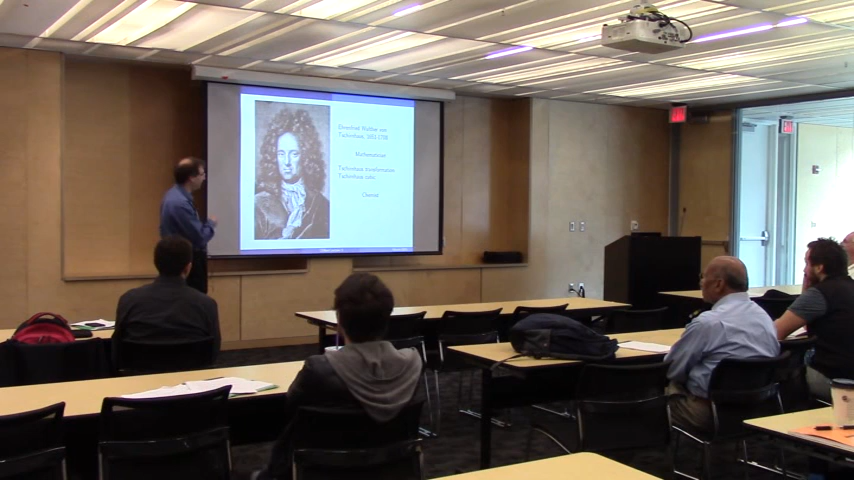 Ehrenfried Walther von
Tschirnhaus, 1651-1708
Mathematician
Tschirnhaus transformation
Tschirnhaus cubic
Chemist
EXIT